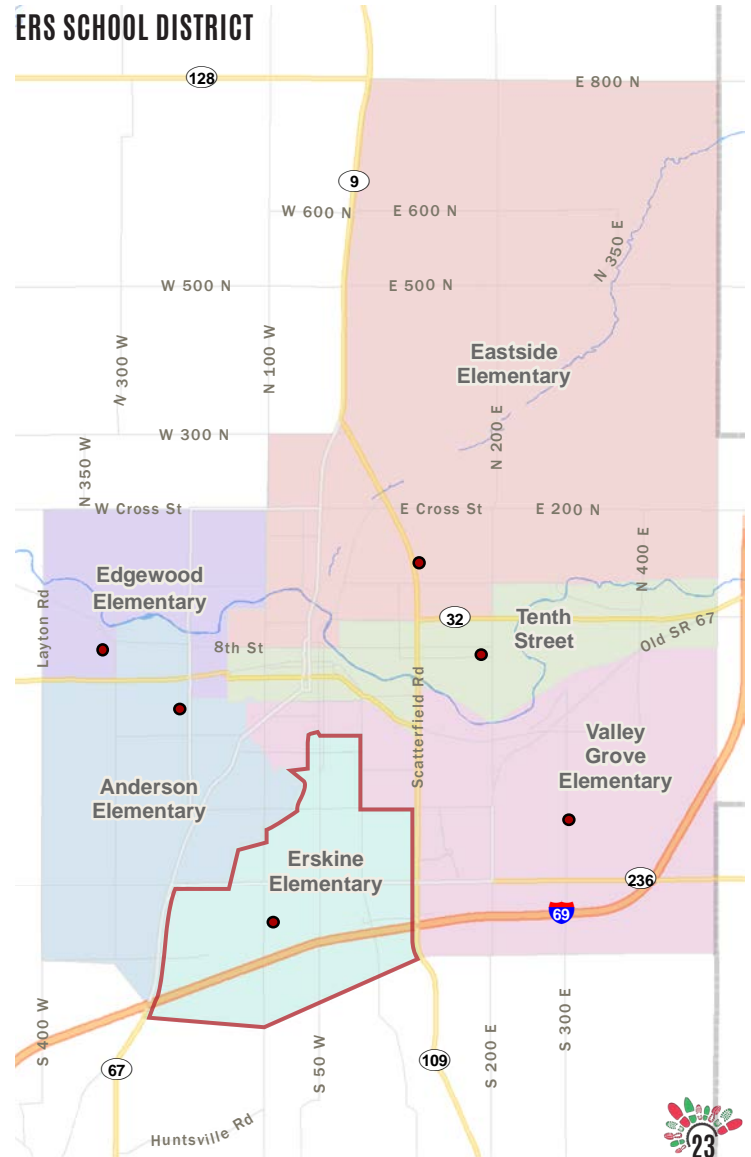 ERS SCHOOL DISTRICT
128
E 800 N
9
W 600 N
E 600 N
N 350 E
W 500 N
E 500 N
N 300 W
N 100 W
Eastside
Elementary
W 300 N
N 200 E
N 350 W
W Cross St
E Cross St
E 200 N
N 400 E
Edgewood
Elementary
Layton Rd
32
Tenth
Street
8th St
Old SR 67
Scatterfield Rd
Valley
Grove
Elementary
Anderson
Elementary
Erskine
Elementary
236
69
S 400 W
S 50 W
S 200 E
S 300 E
67
109
Huntsville Rd
23